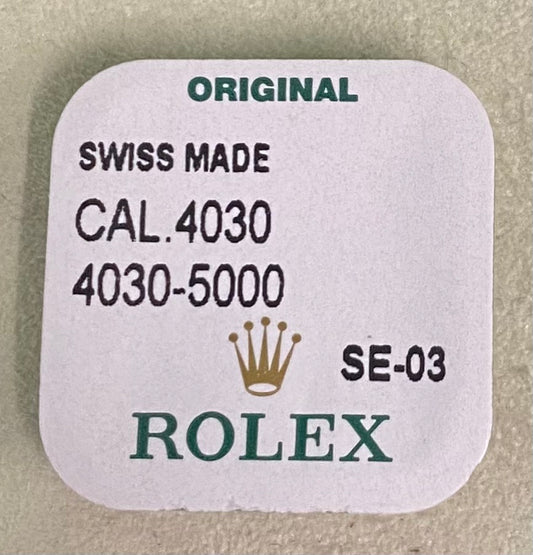 ORIGINAL
SWISS MADE
CAL.4030
4030-5000
SE-03
ROLEX